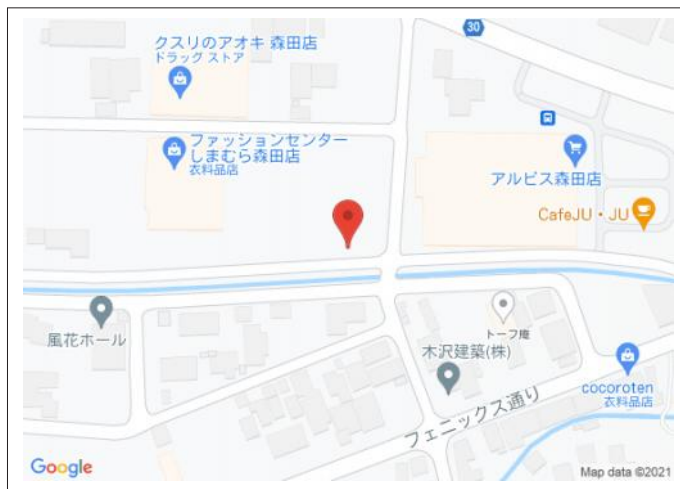 30
クスリのアオキ 森田店
ドラッグ ストア
ファッションセンター
しまむら森田店
衣料品店
アルビス森田店
CafeJU・JU
風花ホール
トーフ庵
木沢建築(株)
cocoroten
衣料品店
フェニックス通り
Google
Map data ©2021